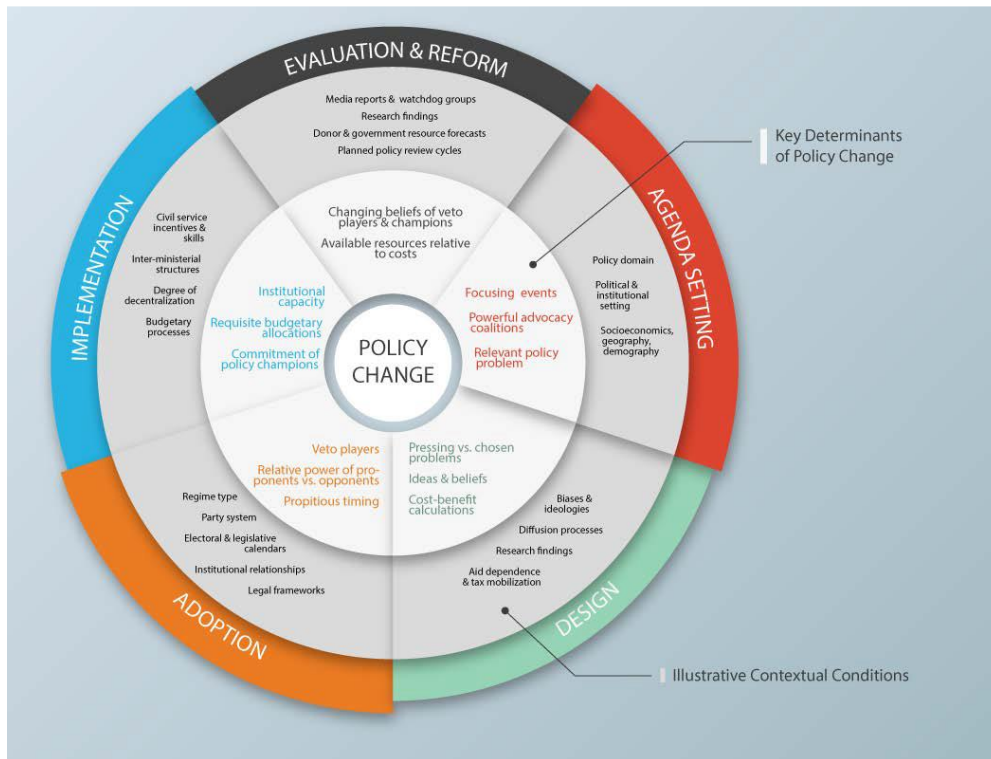 EVALUATION & REFORM
Media reports & watchdog groups
Research findings
Donor & government resource forecasts
Planned policy review cycles
Changing beliefs of veto
players & champions
Available resources relative
to costs
Key Determinants
of Policy Change
AGENDA SETTING
Policy domain
Political &
institutional
setting
Socioeconomics,
geography,
demography
Focusing events
Powerful advocacy
coalitions
Relevant policy
problem
DESIGN
Pressing vs. chosen
problems
Ideas & beliefs
Cost-benefit
calculations
Biases &
ideologies
Diffusion processes
Research findings
Aid dependence
& tax mobilization
Illustrative Contextual Conditions
ADOPTION
Veto players
Relative power of pro-
ponents vs. opponents
Propitious timing
Regime type
Party system
Electoral & legislative
calendars
Institutional relationships
Legal frameworks
IMPLEMENTATION
Civil service
incentives &
skills
Inter-ministerial
structures
Degree of
decentralization
Budgetary
processes
Institutional
capacity
Requisite budgetary
allocations
Commitment of
policy champions
POLICY
CHANGE